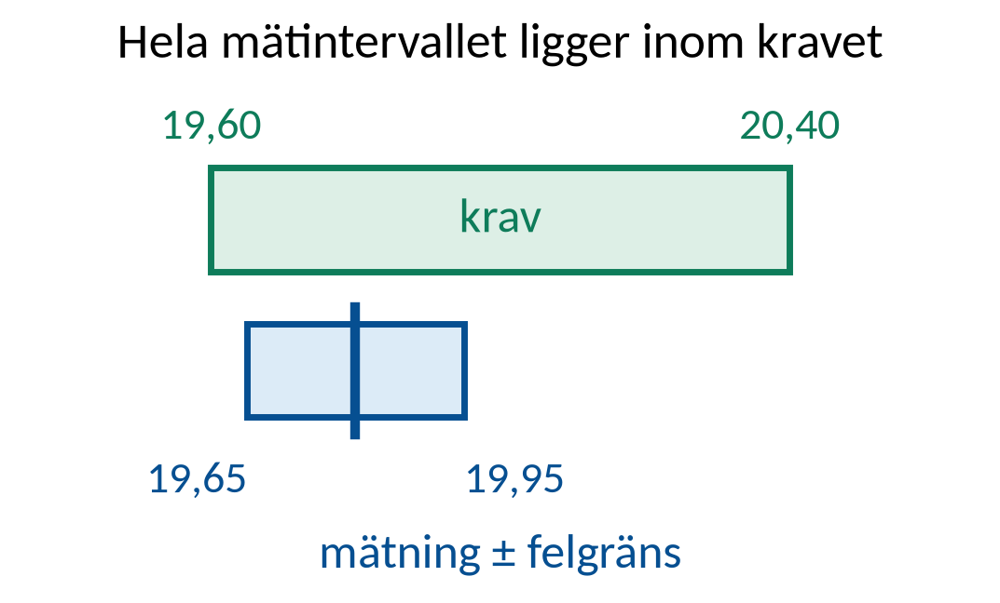 Hela mätintervallet ligger inom kravet
19,60 20,40
krav
19,65 19,95
mätning ± felgräns